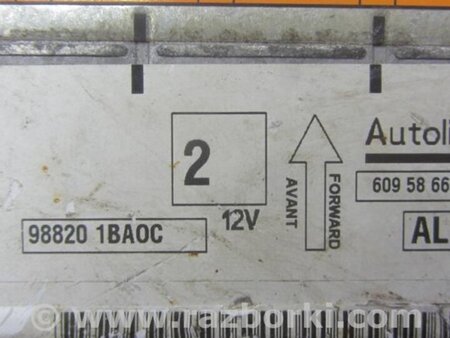 2
Autoli
12V
AVANT
FORWARD
609 58 66
98820 1BA0C
AL
www.razborki.com